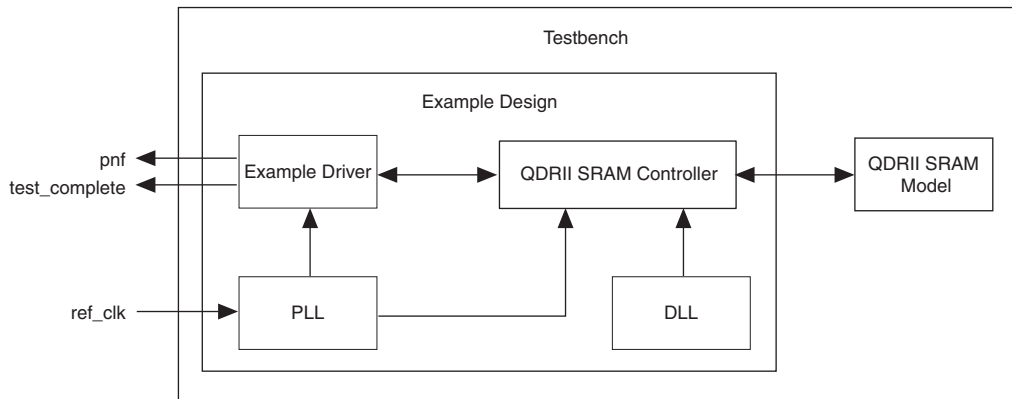 Testbench
Example Design
pnf
test_complete
Example Driver
QDRII SRAM Controller
QDRII SRAM
Model
ref_clk
PLL
DLL